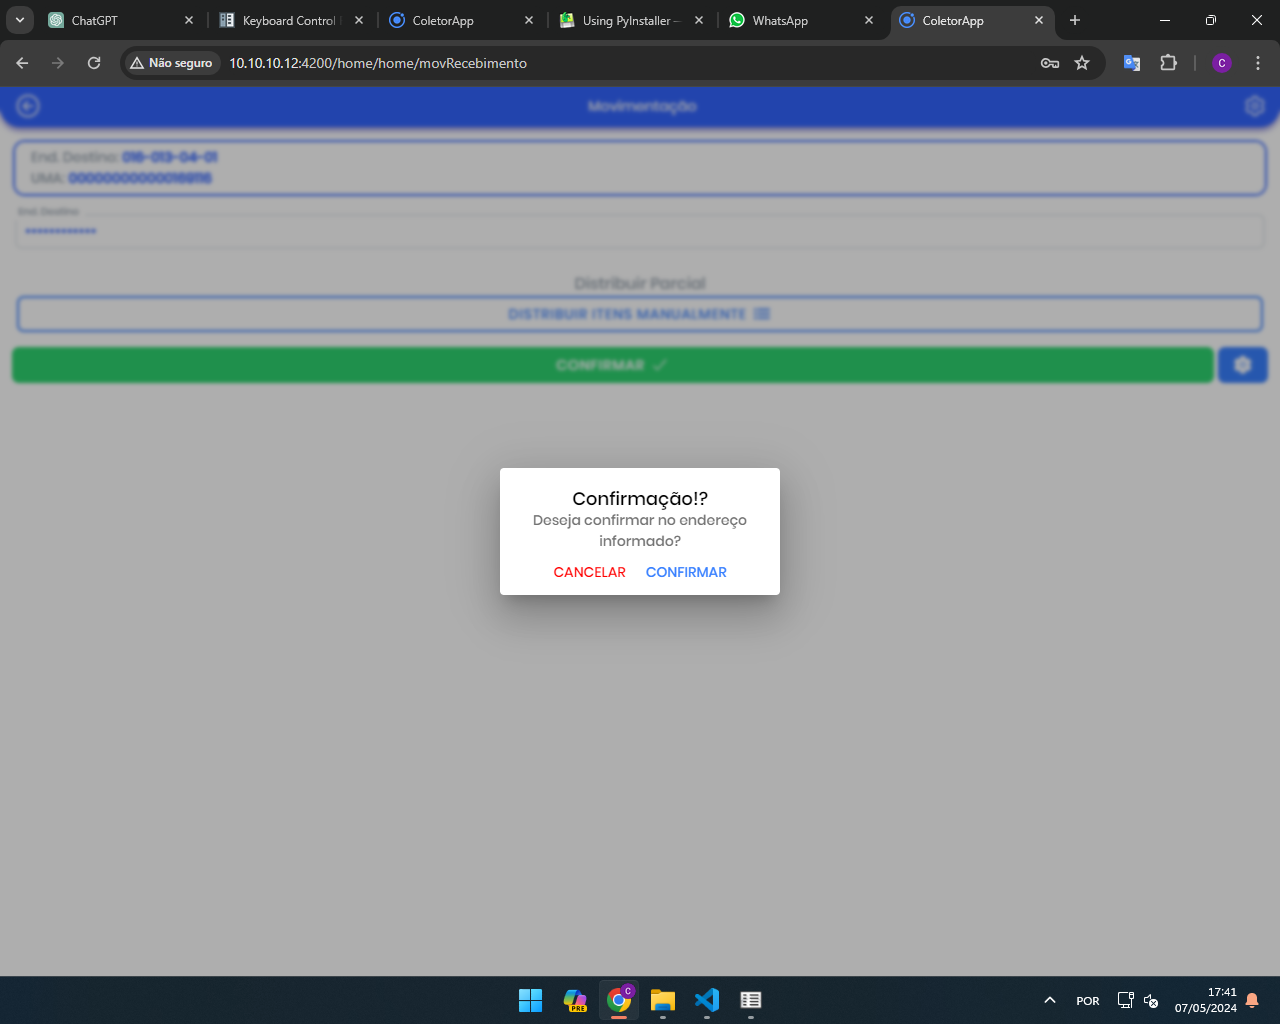 ChatGPT
Keyboard Control
ColetorApp
Using PyInstaller —
WhatsApp
ColetorApp
Não seguro
10.10.10.12:4200/home/home/movRecebimento
C
Movimentação
End. Destino: 016-013-04-01
UMA:
End. Destino
••••••••••••
Distribuir Parcial
DISTRIBUIR ITENS MANUALMENTE
CONFIRMAR
Confirmação!?
Deseja confirmar no endereço
informado?
CANCELAR CONFIRMAR
PRE
C
POR
17:41
07/05/2024